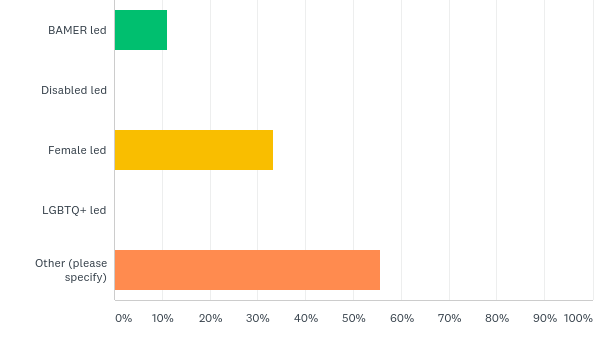 BAMER led
Disabled led
Female led
LGBTQ+ led
Other (please
specify)
0% 10% 20% 30% 40% 50% 60% 70% 80% 90% 100%